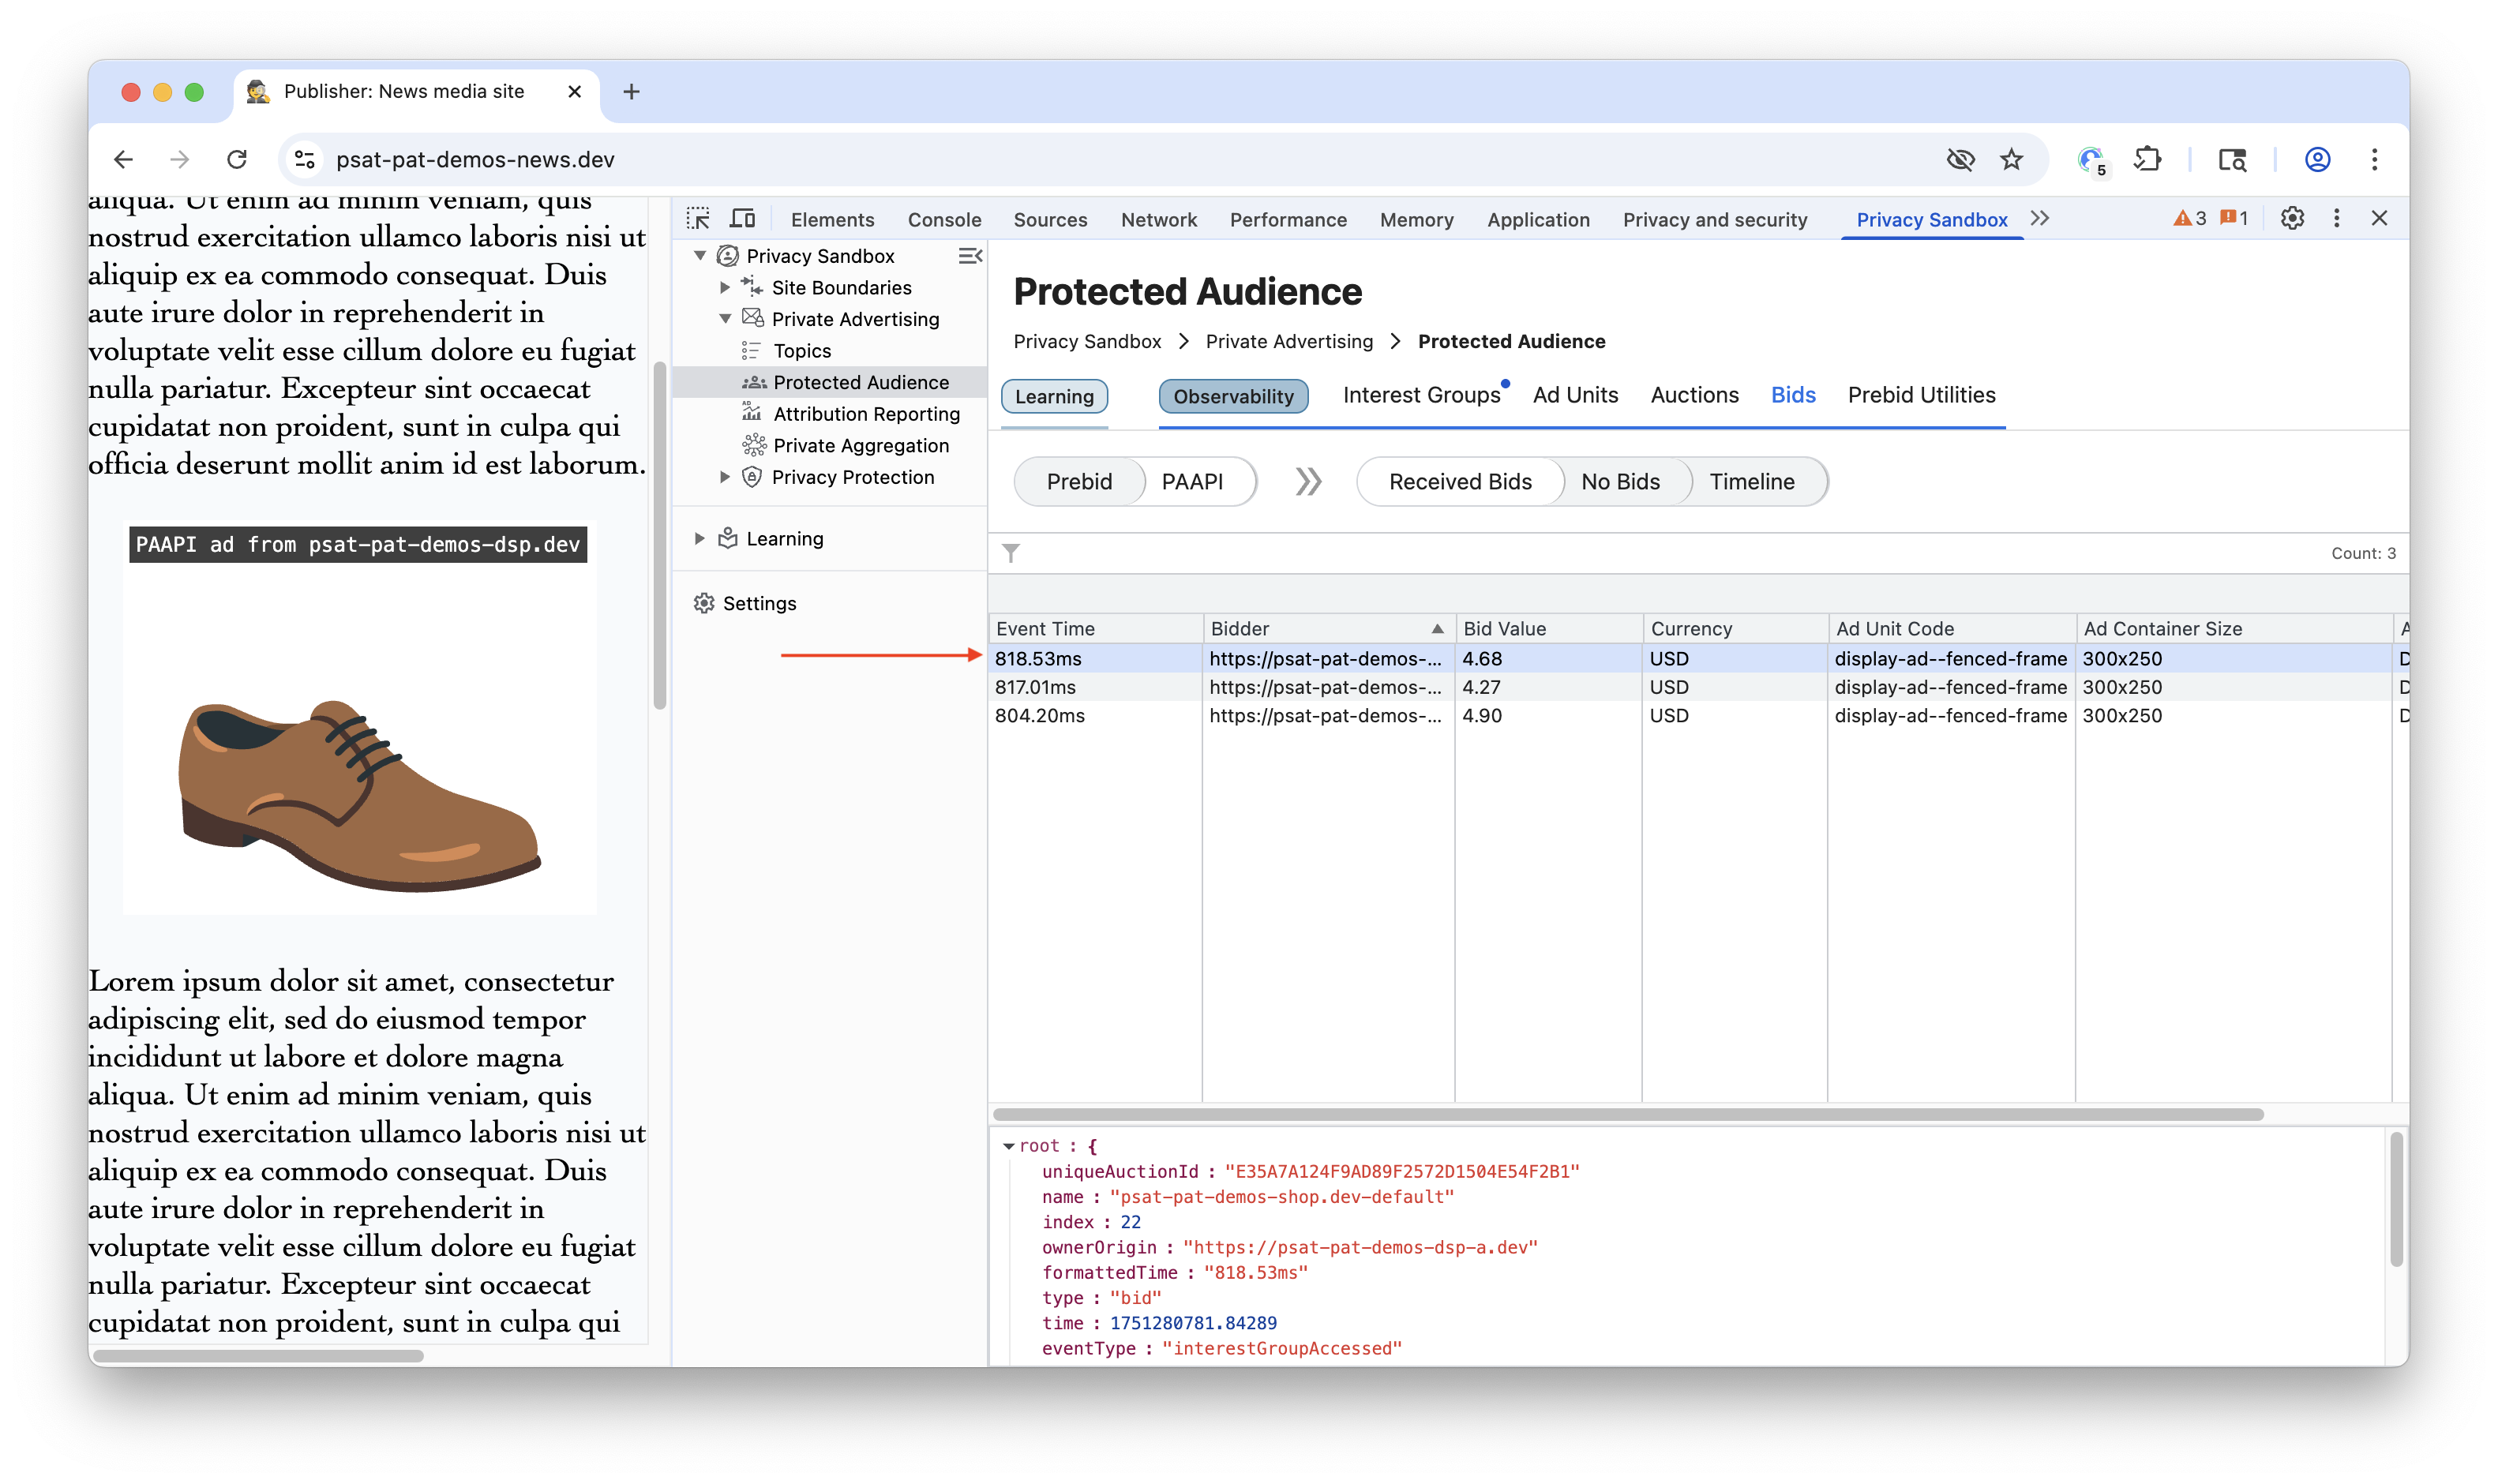 Publisher: News media site
psat-pat-demos-news.dev
5
aliqua. Ut enim ad minim veniam, quis
nostrud exercitation ullamco laboris nisi ut
aliquip ex ea commodo consequat. Duis
aute irure dolor in reprehenderit in
voluptate velit esse cillum dolore eu fugiat
nulla pariatur. Excepteur sint occaecat
cupidatat non proident, sunt in culpa qui
officia deserunt mollit anim id est laborum.
PAAPI ad from psat-pat-demos-dsp.dev
Lorem ipsum dolor sit amet, consectetur
adipiscing elit, sed do eiusmod tempor
incididunt ut labore et dolore magna
aliqua. Ut enim ad minim veniam, quis
nostrud exercitation ullamco laboris nisi ut
aliquip ex ea commodo consequat. Duis
aute irure dolor in reprehenderit in
voluptate velit esse cillum dolore eu fugiat
nulla pariatur. Excepteur sint occaecat
cupidatat non proident, sunt in culpa qui
Elements Console Sources Network Performance Memory Application Privacy and security Privacy Sandbox 3 1
Privacy Sandbox
Site Boundaries
Private Advertising
Topics
Protected Audience
Attribution Reporting
Private Aggregation
Privacy Protection
Learning
Settings
Protected Audience
Privacy Sandbox > Private Advertising > Protected Audience
Learning Observability Interest Groups Ad Units Auctions Bids Prebid Utilities
Prebid PAAPI Received Bids No Bids Timeline
Count: 3
Event Time Bidder Bid Value Currency Ad Unit Code Ad Container Size
818.53ms https://psat-pat-demos-... 4.68 USD display-ad--fenced-frame 300x250
817.01ms https://psat-pat-demos-... 4.27 USD display-ad--fenced-frame 300x250
804.20ms https://psat-pat-demos-... 4.90 USD display-ad--fenced-frame 300x250
root : {
uniqueAuctionId : "E35A7A124F9AD89F2572D1504E54F2B1"
name : "psat-pat-demos-shop.dev-default"
index : 22
ownerOrigin : "https://psat-pat-demos-dsp-a.dev"
formattedTime : "818.53ms"
type : "bid"
time : 1751280781.84289
eventType : "interestGroupAccessed"